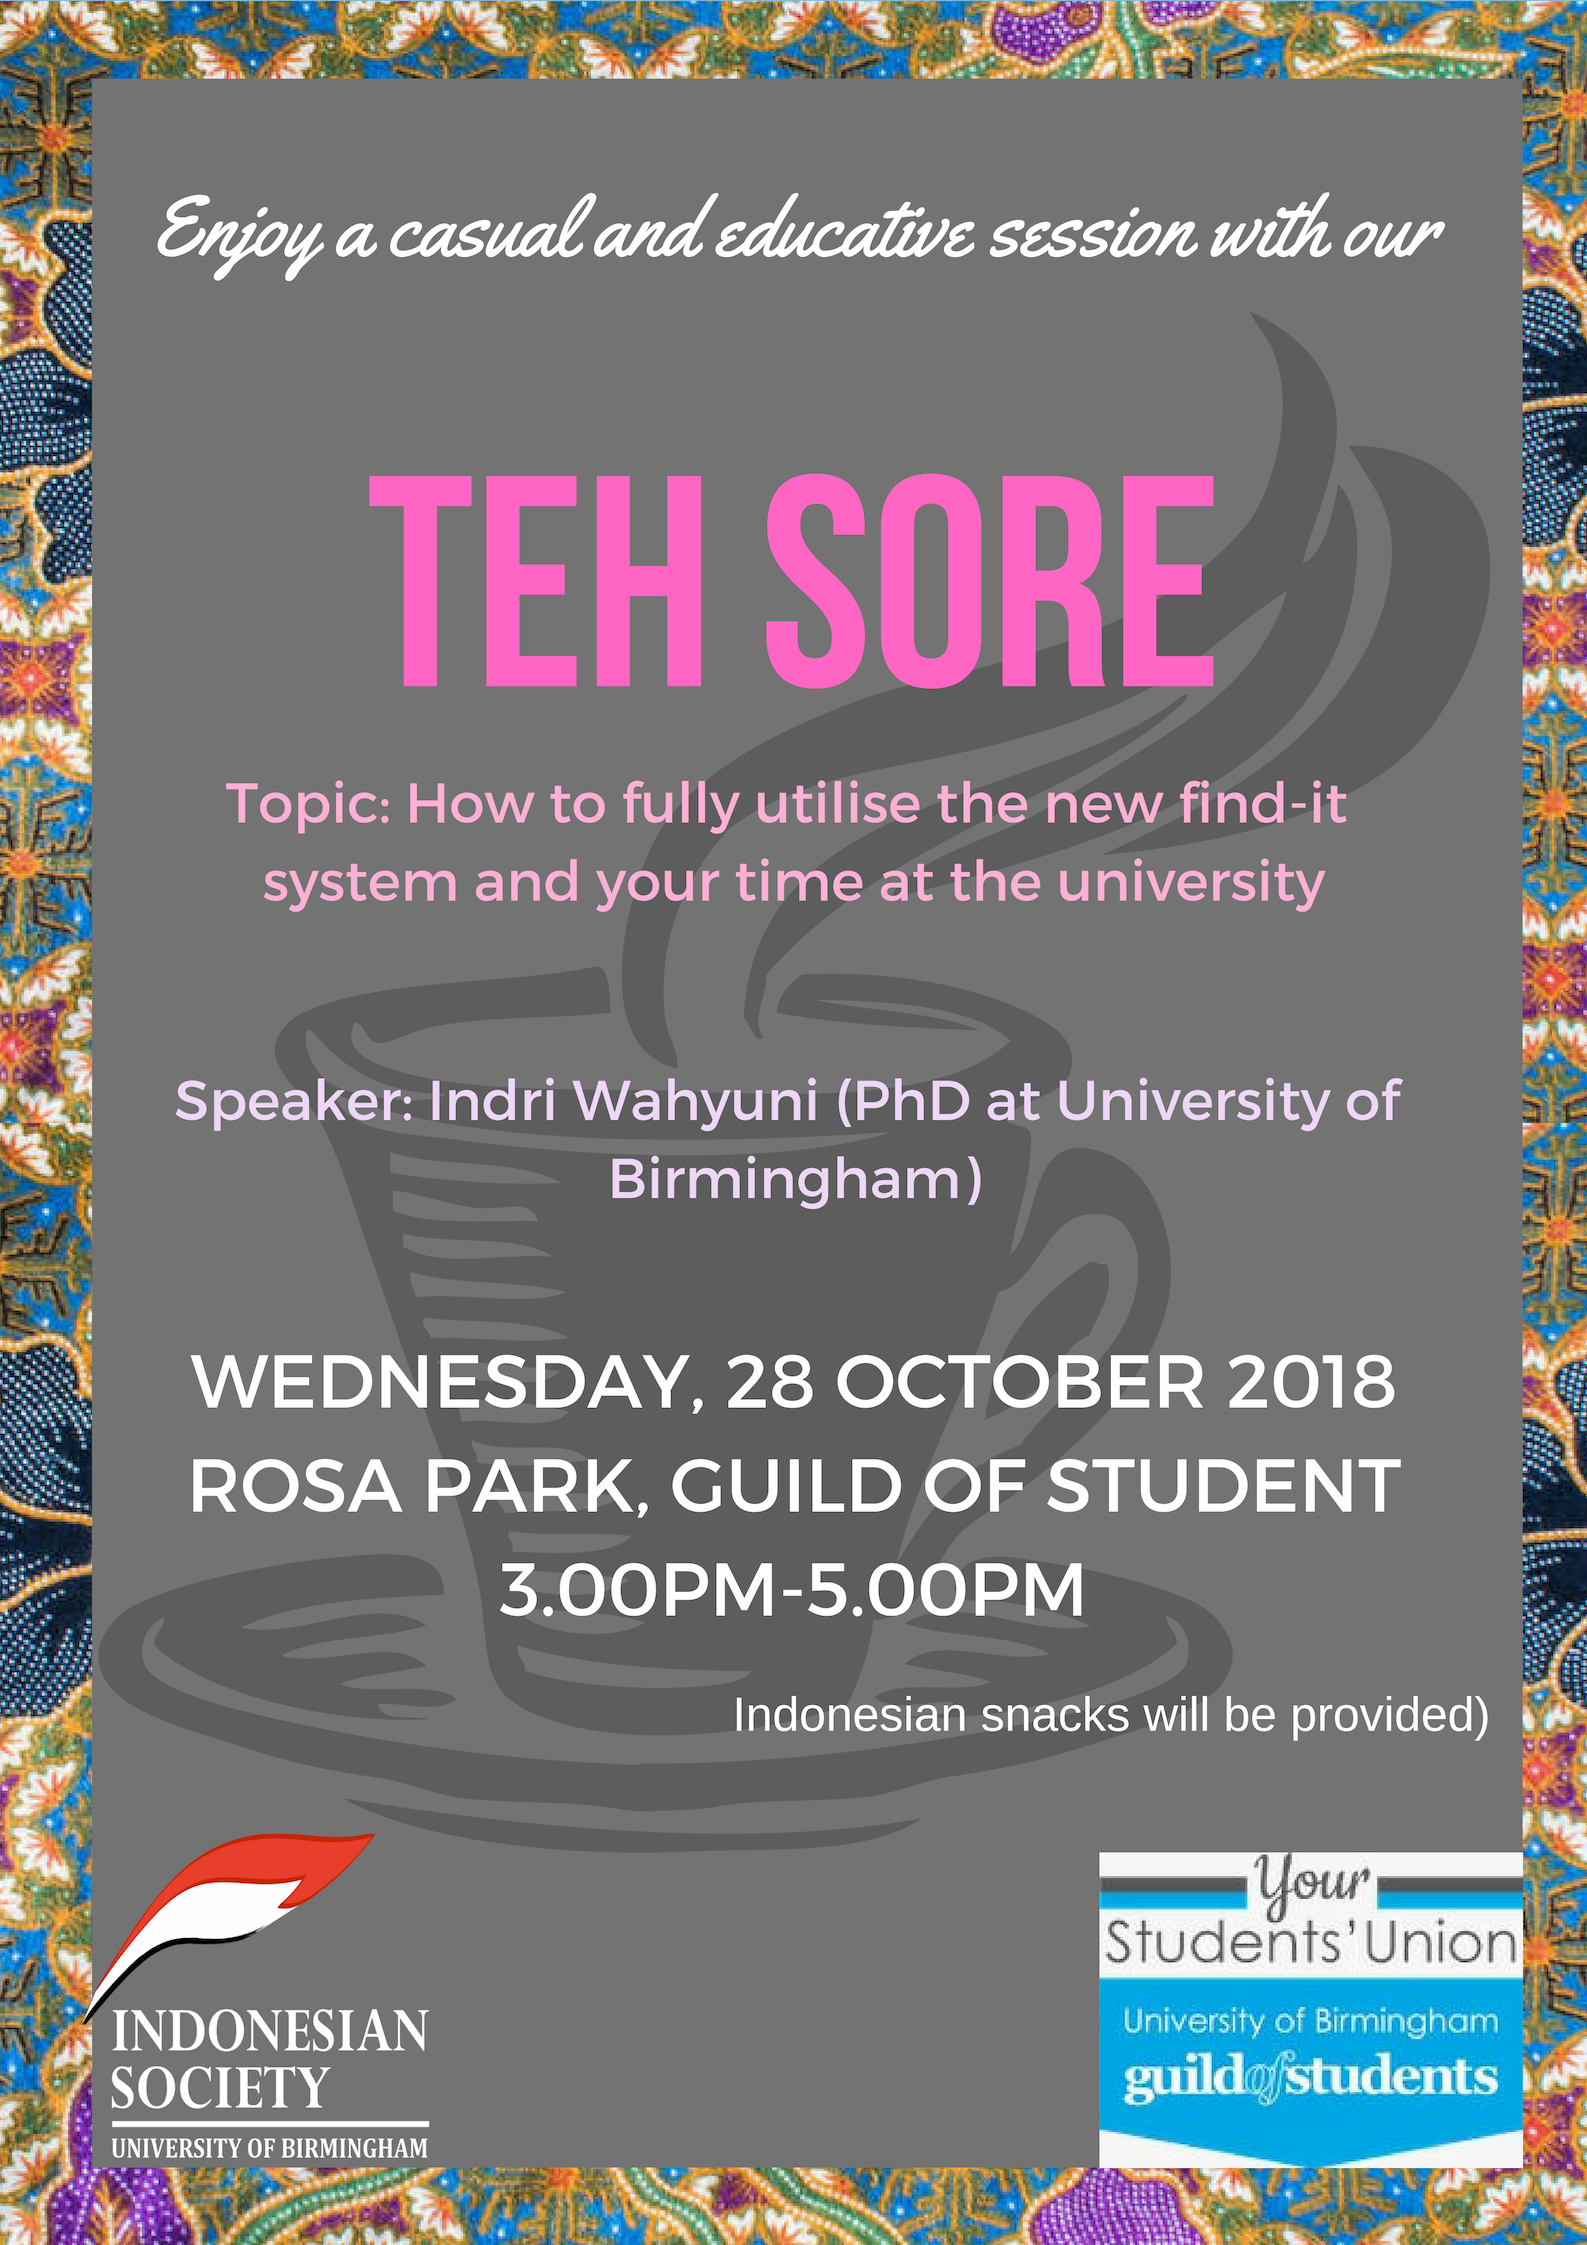 Enjoy a casual and educative session with our
TEH SORE
Topic: How to fully utilise the new find-it
system and your time at the university
Speaker: Indri Wahyuni (PhD at University of
Birmingham)
WEDNESDAY, 28 OCTOBER 2018
ROSA PARK, GUILD OF STUDENT
3.00PM-5.00PM
Indonesian snacks will be provided)
INDONESIAN
SOCIETY
UNIVERSITY OF BIRMINGHAM
Your
Students' Union
University of Birmingham
guildofstudents